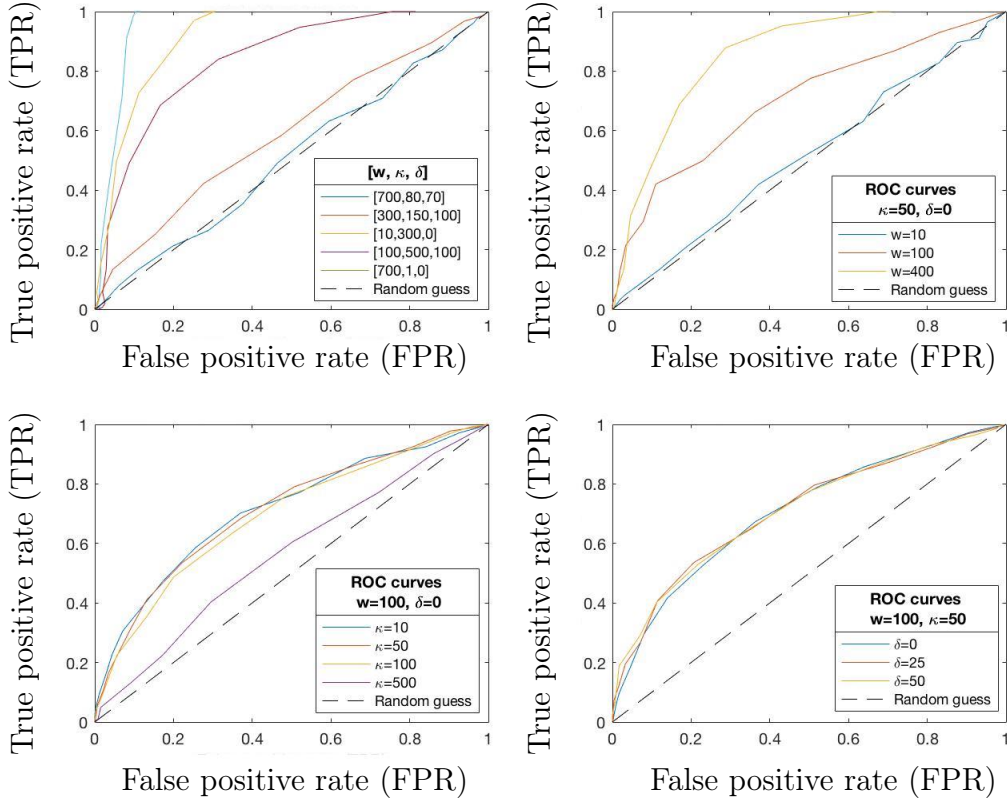 True positive rate (TPR)
1
0.8
0.6
0.4
0.2
0
0 0.2 0.4 0.6 0.8 1
False positive rate (FPR)
[w, κ, δ]
[700,80,70]
[300,150,100]
[10,300,0]
[100,500,100]
[700,1,0]
Random guess
True positive rate (TPR)
1
0.8
0.6
0.4
0.2
0
0 0.2 0.4 0.6 0.8 1
False positive rate (FPR)
ROC curves
κ=50, δ=0
w=10
w=100
w=400
Random guess
True positive rate (TPR)
1
0.8
0.6
0.4
0.2
0
0 0.2 0.4 0.6 0.8 1
False positive rate (FPR)
ROC curves
w=100, δ=0
κ=10
κ=50
κ=100
κ=500
Random guess
True positive rate (TPR)
1
0.8
0.6
0.4
0.2
0
0 0.2 0.4 0.6 0.8 1
False positive rate (FPR)
ROC curves
w=100, κ=50
δ=0
δ=25
δ=50
Random guess